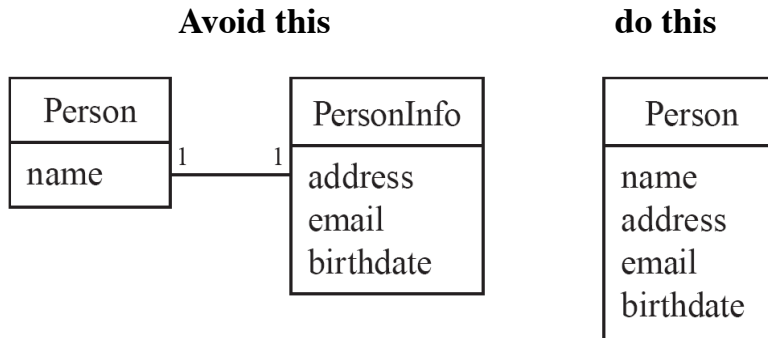 Avoid this
do this
Person
name
1
1
PersonInfo
address
email
birthdate
Person
name
address
email
birthdate